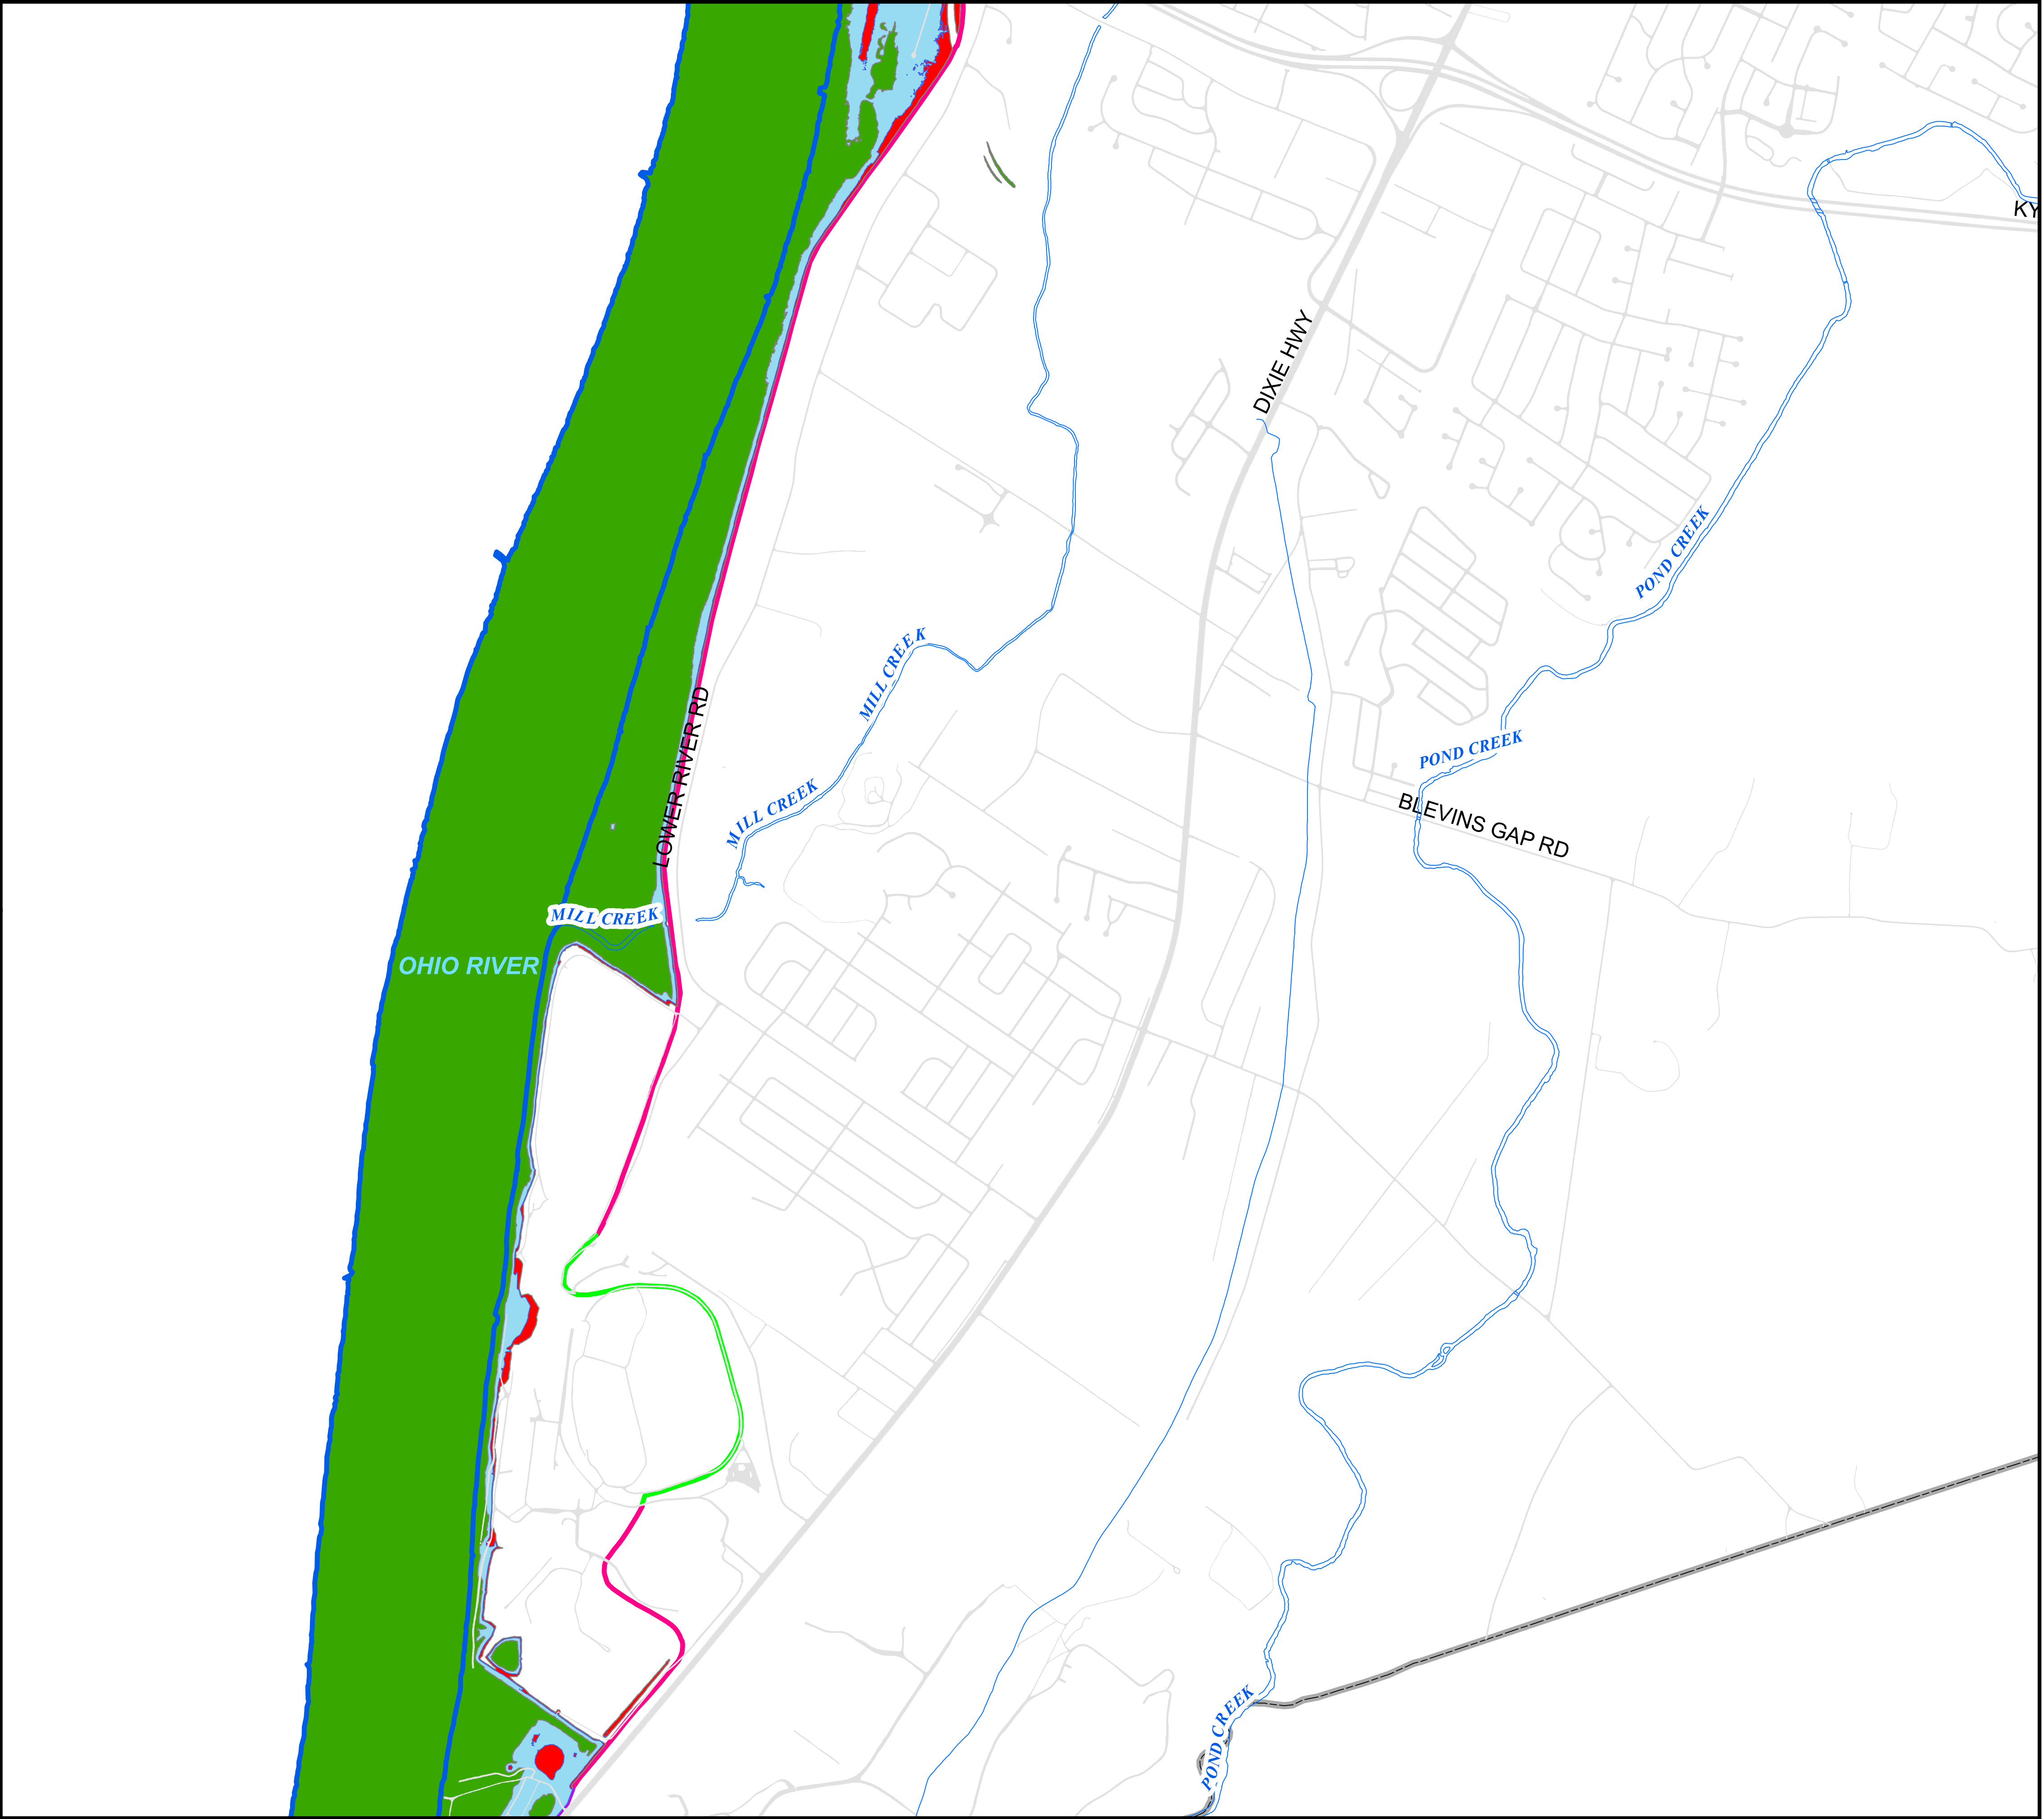 KY
DIXIE HWY
POND CREEK
MILL CREEK
LOWER RIVER RD
POND CREEK
MILL CREEK
BLEVINS GAP RD
MILL CREEK
OHIO RIVER
POND CREEK